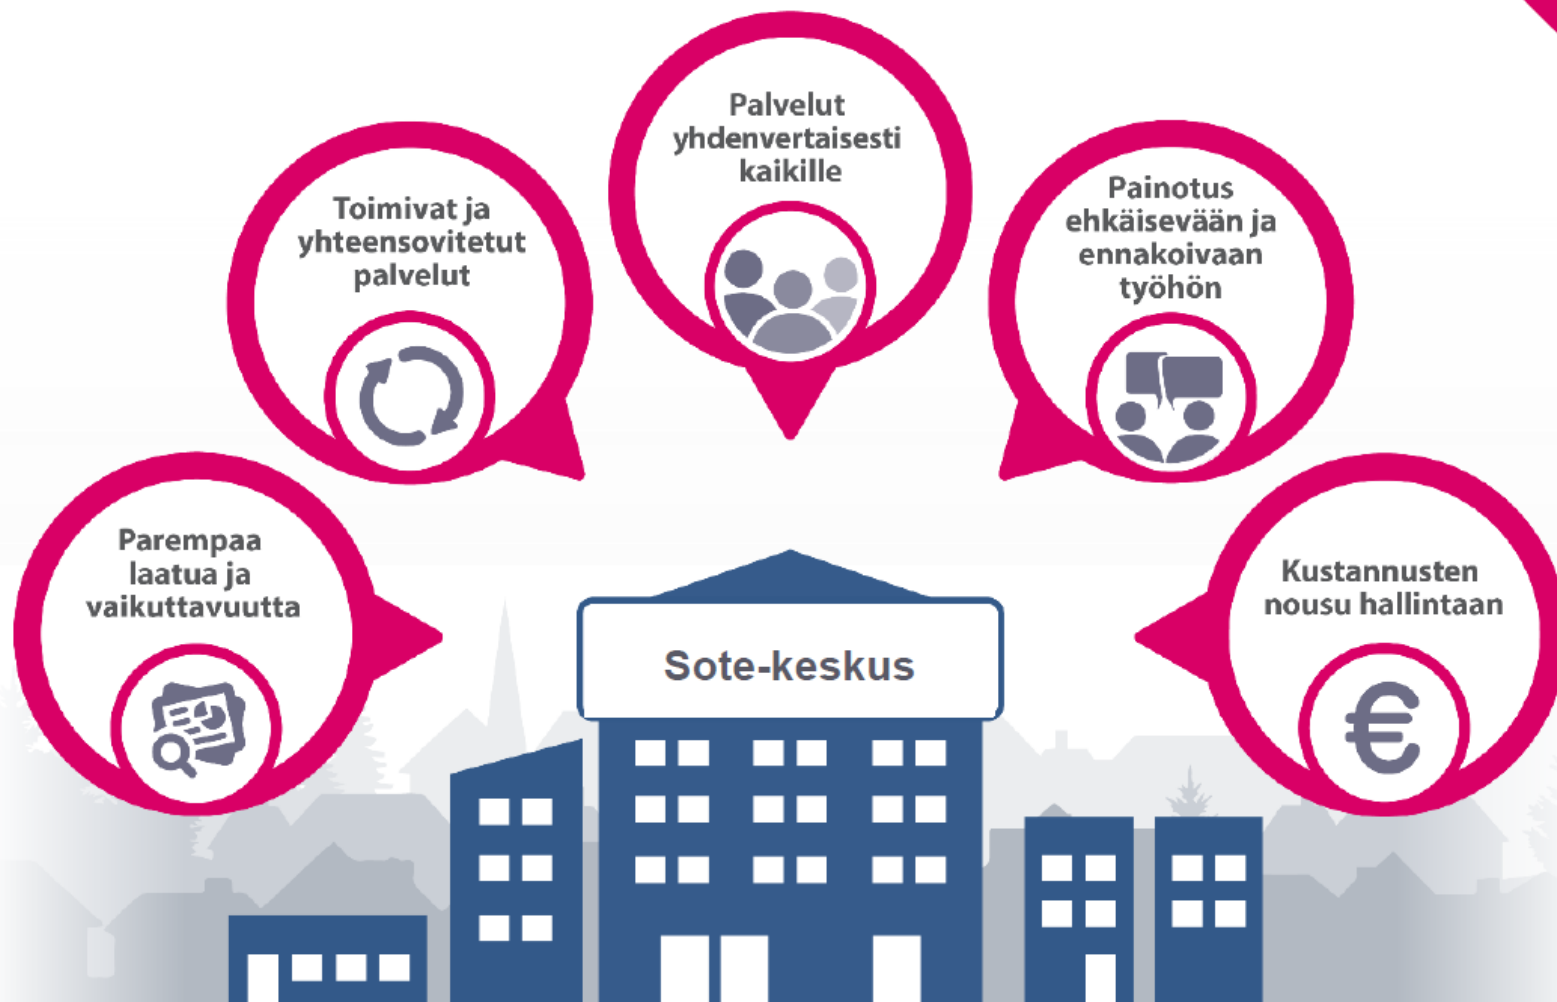 Palvelut
yhdenvertaisesti
kaikille
Toimivat ja
yhteensovitetut
palvelut
Painotus
ehkäisevään ja
ennakoivaan
työhön
Parempaa
laatua ja
vaikuttavuutta
Kustannusten
nousu hallintaan
€
Sote-keskus